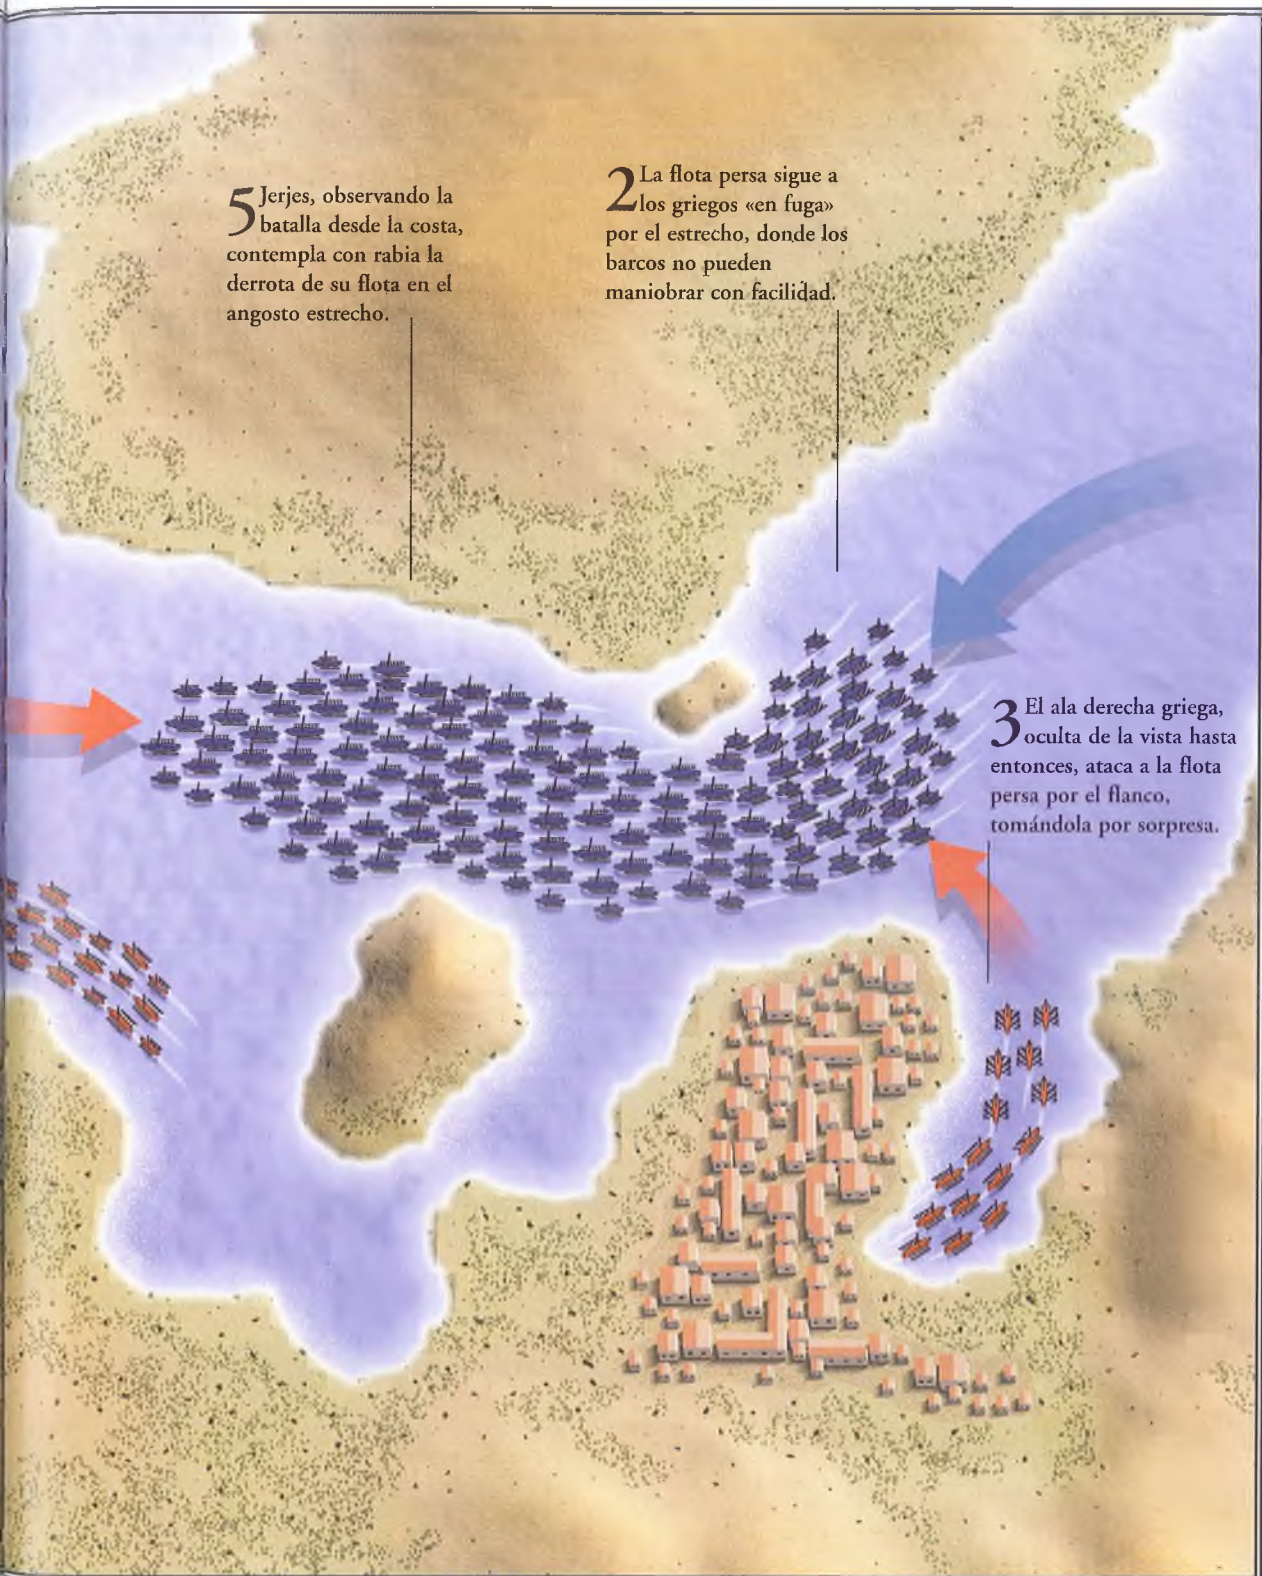 5 Jerjes, observando la
batalla desde la costa,
contempla con rabia la
derrota de su flota en el
angosto estrecho.
2 La flota persa sigue a
los griegos «en fuga»
por el estrecho, donde los
barcos no pueden
maniobrar con facilidad.
3 El ala derecha griega,
oculta de la vista hasta
entonces, ataca a la flota
persa por el flanco,
tomándola por sorpresa.